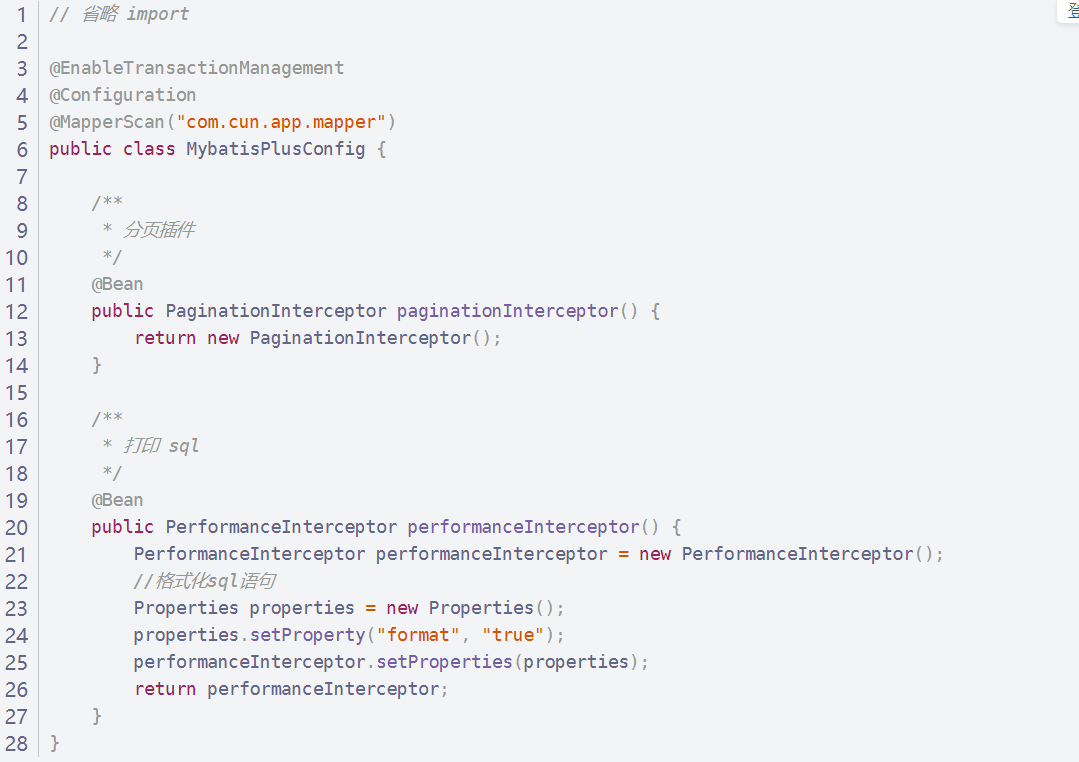 1 // 省略 import
登
2
3 @EnableTransactionManagement
4 @Configuration
5 @MapperScan("com.cun.app.mapper")
6 public class MybatisPlusConfig {
7
8     /**
9      * 分页插件
10      */
11     @Bean
12     public PaginationInterceptor paginationInterceptor() {
13         return new PaginationInterceptor();
14     }
15
16     /**
17      * 打印 sql
18      */
19     @Bean
20     public PerformanceInterceptor performanceInterceptor() {
21         PerformanceInterceptor performanceInterceptor = new PerformanceInterceptor();
22         //格式化sql语句
23         Properties properties = new Properties();
24         properties.setProperty("format", "true");
25         performanceInterceptor.setProperties(properties);
26         return performanceInterceptor;
27     }
28 }